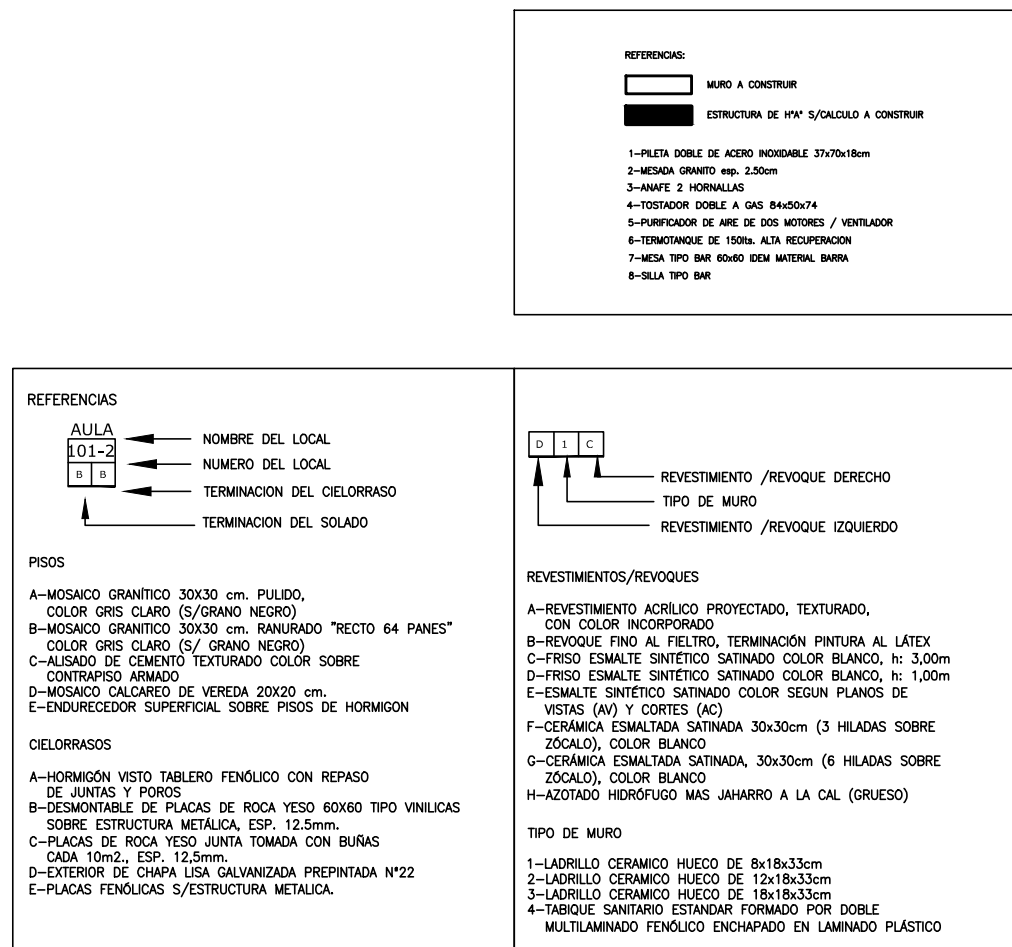 REFERENCIAS:
MURO A CONSTRUIR
ESTRUCTURA DE H°A° S/CALCULO A CONSTRUIR
1-PILETA DOBLE DE ACERO INOXIDABLE 37x70x18cm
2-MESADA GRANITO esp. 2.50cm
3-ANAFE 2 HORNALLAS
4-TOSTADOR DOBLE A GAS 84x50x74
5-PURIFICADOR DE AIRE DE DOS MOTORES / VENTILADOR
6-TERMOTANQUE DE 150lts. ALTA RECUPERACION
7-MESA TIPO BAR 60x60 IDEM MATERIAL BARRA
8-SILLA TIPO BAR
REFERENCIAS
AULA
101-2
B B
NOMBRE DEL LOCAL
NUMERO DEL LOCAL
TERMINACION DEL CIELORRASO
TERMINACION DEL SOLADO
PISOS
A-MOSAICO GRANÍTICO 30X30 cm. PULIDO,
COLOR GRIS CLARO (S/GRANO NEGRO)
B-MOSAICO GRANITICO 30X30 cm. RANURADO "RECTO 64 PANES"
COLOR GRIS CLARO (S/ GRANO NEGRO)
C-ALISADO DE CEMENTO TEXTURADO COLOR SOBRE
CONTRAPISO ARMADO
D-MOSAICO CALCAREO DE VEREDA 20X20 cm.
E-ENDURECEDOR SUPERFICIAL SOBRE PISOS DE HORMIGON
CIELORRASOS
A-HORMIGÓN VISTO TABLERO FENÓLICO CON REPASO
DE JUNTAS Y POROS
B-DESMONTABLE DE PLACAS DE ROCA YESO 60X60 TIPO VINILICAS
SOBRE ESTRUCTURA METÁLICA, ESP. 12.5mm.
C-PLACAS DE ROCA YESO JUNTA TOMADA CON BUÑAS
CADA 10m2., ESP. 12,5mm.
D-EXTERIOR DE CHAPA LISA GALVANIZADA PREPINTADA N°22
E-PLACAS FENÓLICAS S/ESTRUCTURA METALICA.
D 1 C
REVESTIMIENTO /REVOQUE DERECHO
TIPO DE MURO
REVESTIMIENTO /REVOQUE IZQUIERDO
REVESTIMIENTOS/REVOQUES
A-REVESTIMIENTO ACRÍLICO PROYECTADO, TEXTURADO,
CON COLOR INCORPORADO
B-REVOQUE FINO AL FIELTRO, TERMINACIÓN PINTURA AL LÁTEX
C-FRISO ESMALTE SINTÉTICO SATINADO COLOR BLANCO, h: 3,00m
D-FRISO ESMALTE SINTÉTICO SATINADO COLOR BLANCO, h: 1,00m
E-ESMALTE SINTÉTICO SATINADO COLOR SEGUN PLANOS DE
VISTAS (AV) Y CORTES (AC)
F-CERÁMICA ESMALTADA SATINADA 30x30cm (3 HILADAS SOBRE
ZÓCALO), COLOR BLANCO
G-CERÁMICA ESMALTADA SATINADA, 30x30cm (6 HILADAS SOBRE
ZÓCALO), COLOR BLANCO
H-AZOTADO HIDRÓFUGO MAS JAHARRO A LA CAL (GRUESO)
TIPO DE MURO
1-LADRILLO CERAMICO HUECO DE 8x18x33cm
2-LADRILLO CERAMICO HUECO DE 12x18x33cm
3-LADRILLO CERAMICO HUECO DE 18x18x33cm
4-TABIQUE SANITARIO ESTANDAR FORMADO POR DOBLE
MULTILAMINADO FENÓLICO ENCHAPADO EN LAMINADO PLÁSTICO